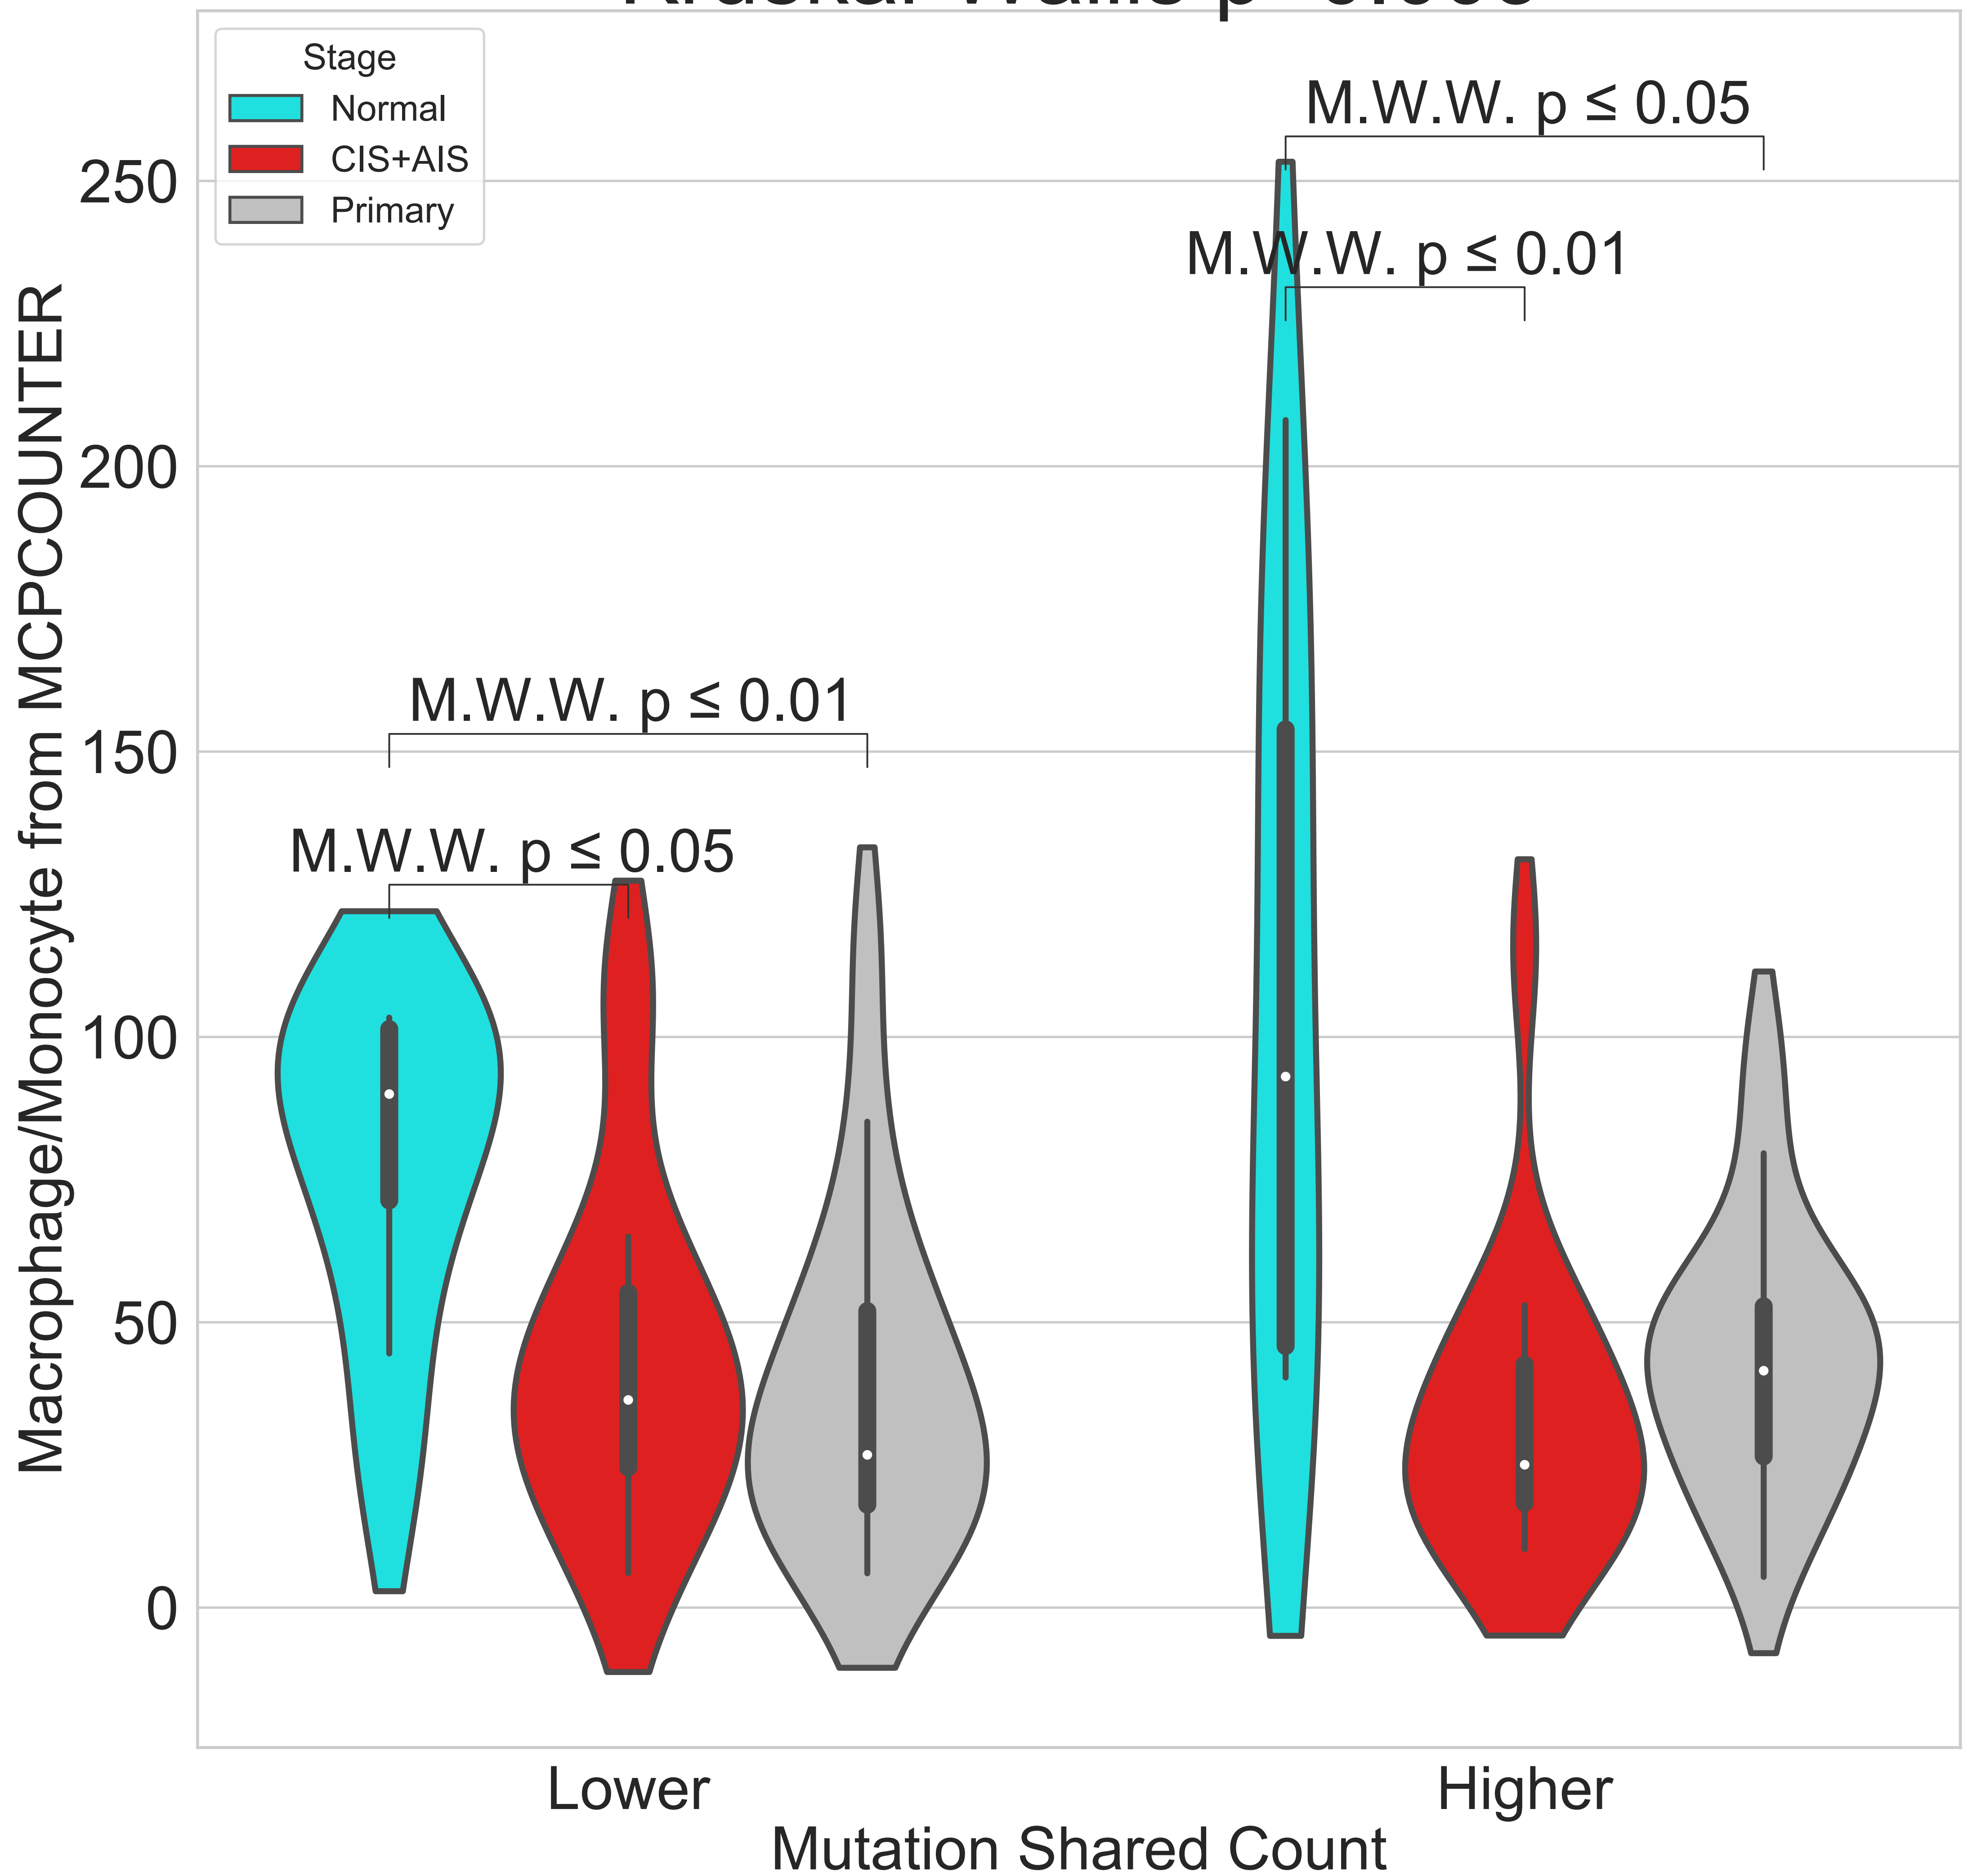 Stage
Normal
CIS+AIS
Primary
M.W.W. p ≤ 0.05
M.W.W. p ≤ 0.01
M.W.W. p ≤ 0.01
M.W.W. p ≤ 0.05
Macrophage/Monocyte from MCPCOUNTER
250
200
150
100
50
0
Lower
Higher
Mutation Shared Count